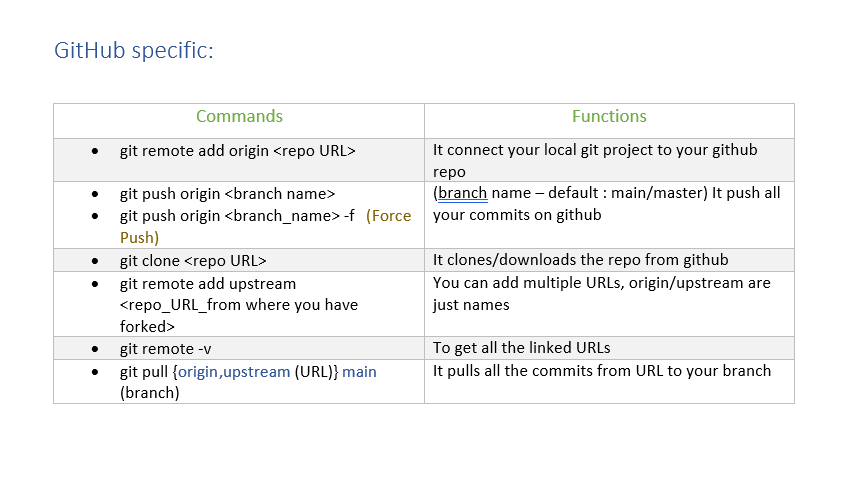 GitHub specific:
Commands
Functions
• git remote add origin <repo URL>
It connect your local git project to your github
repo
• git push origin <branch name>
• git push origin <branch_name> -f (Force
Push)
(branch name – default : main/master) It push all
your commits on github
• git clone <repo URL>
It clones/downloads the repo from github
• git remote add upstream
<repo_URL_from where you have
forked>
You can add multiple URLs, origin/upstream are
just names
• git remote -v
To get all the linked URLs
• git pull {origin,upstream (URL)} main
(branch)
It pulls all the commits from URL to your branch